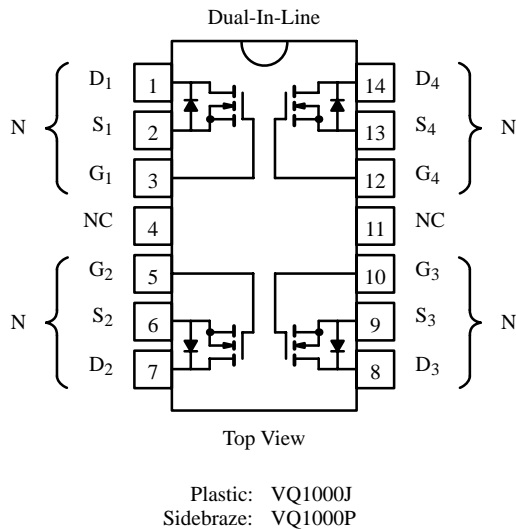 Dual-In-Line
D1 1 14 D4
N S1 2 13 S4 N
G1 3 12 G4
NC 4 11 NC
G2 5 10 G3
N S2 6 9 S3 N
D2 7 8 D3
Top View
Plastic: VQ1000J
Sidebraze: VQ1000P